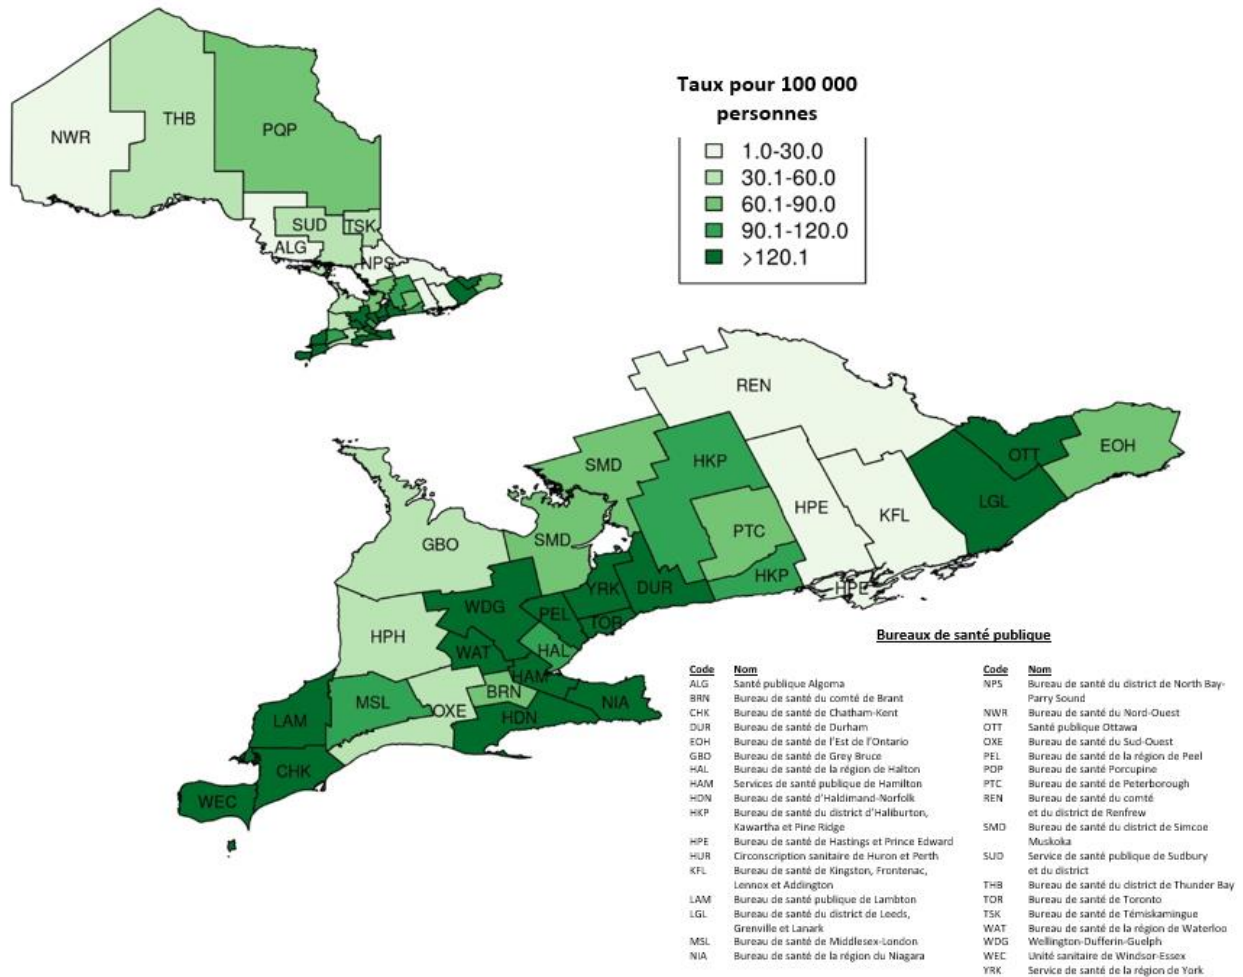 Taux pour 100 000
personnes
1.0-30.0
30.1-60.0
60.1-90.0
90.1-120.0
>120.1
NWR
THB
PQP
SUD
TSK
ALG
NPS
REN
SMD
HKP
OTT
EOH
HPE
KFL
LGL
GBO
SMD
PTC
HKP
YRK
DUR
HPE
WDG
PEL
TOR
HPH
WAT
HAL
HAM
MSL
OXE
BRN
NIA
LAM
HDN
CHK
WEC
Bureaux de santé publique
Code Nom
ALG Santé publique Algoma
BRN Bureau de santé du comté de Brant
CHK Bureau de santé de Chatham-Kent
DUR Bureau de santé de Durham
EOH Bureau de santé de l'Est de l'Ontario
GBO Bureau de santé de Grey Bruce
HAL Bureau de santé de la région de Halton
HAM Services de santé publique de Hamilton
HDN Bureau de santé d'Haldimand-Norfolk
HKP Bureau de santé du district d'Haliburton,
Kawartha et Pine Ridge
HPE Bureau de santé de Hastings et Prince Edward
HUR Circonscription sanitaire de Huron et Perth
KFL Bureau de santé de Kingston, Frontenac,
Lennox et Addington
LAM Bureau de santé publique de Lambton
LGL Bureau de santé du district de Leeds,
Grenville et Lanark
MSL Bureau de santé de Middlesex-London
NIA Bureau de santé de la région du Niagara
Code Nom
NPS Bureau de santé du district de North Bay-
Parry Sound
NWR Bureau de santé du Nord-Ouest
OTT Santé publique Ottawa
OXE Bureau de santé du Sud-Ouest
PEL Bureau de santé de la région de Peel
PQP Bureau de santé Porcupine
PTC Bureau de santé de Peterborough
REN Bureau de santé du comté
et du district de Renfrew
SMD Bureau de santé du district de Simcoe
Muskoka
SUD Service de santé publique de Sudbury
et du district
THB Bureau de santé du district de Thunder Bay
TOR Bureau de santé de Toronto
TSK Bureau de santé de Témiskamingue
WAT Bureau de santé de la région de Waterloo
WDG Wellington-Dufferin-Guelph
WEC Unité sanitaire de Windsor-Essex
YRK Service de santé de la région de York